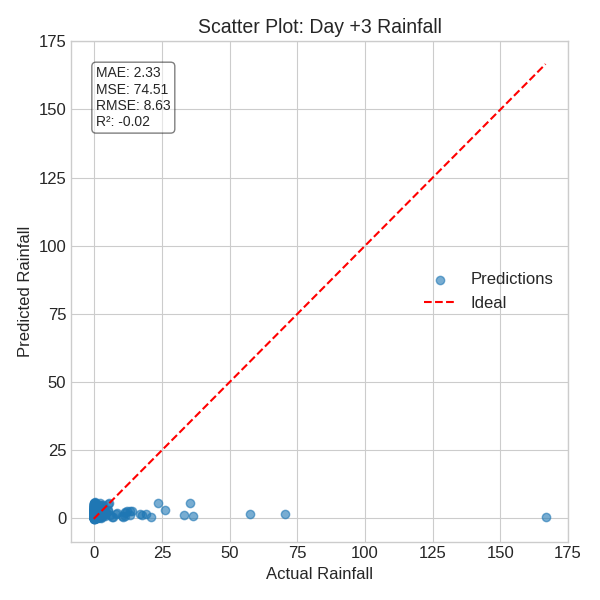 Scatter Plot: Day +3 Rainfall
MAE: 2.33
MSE: 74.51
RMSE: 8.63
R²: -0.02
175
150
125
100
75
50
25
0
Predicted Rainfall
Predictions
Ideal
0 25 50 75 100 125 150 175
Actual Rainfall